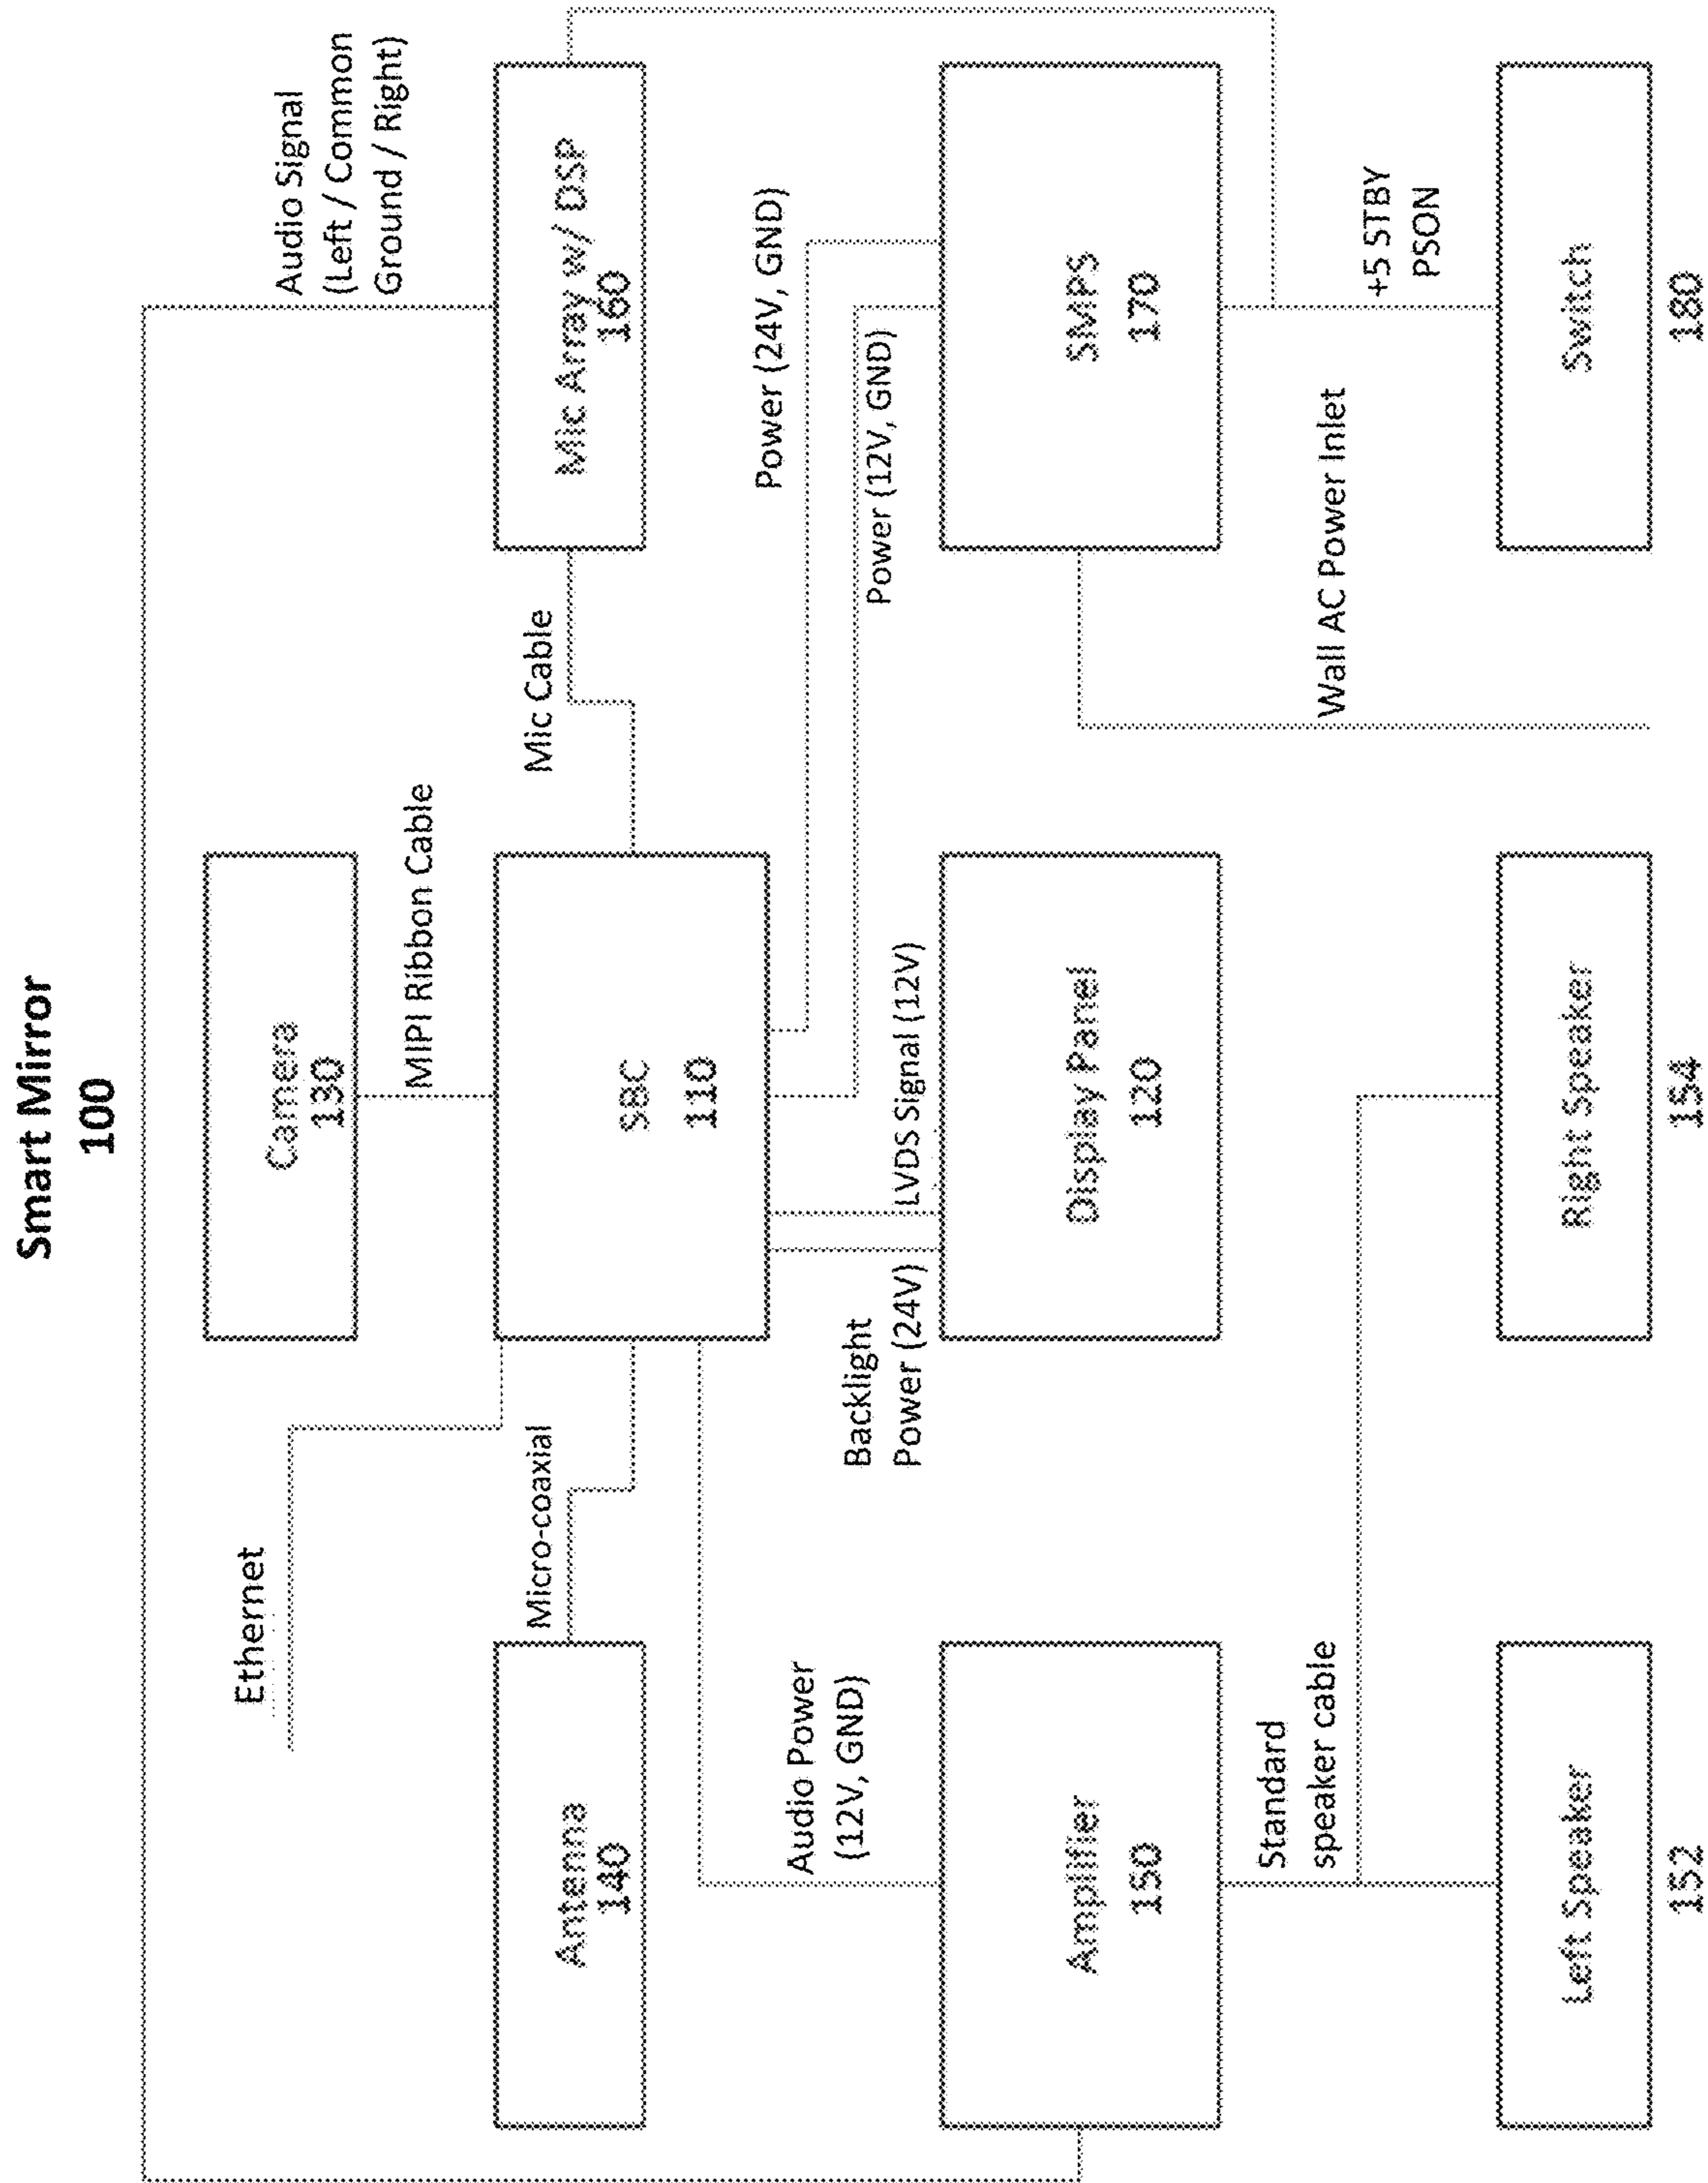 Smart Mirror
100
Audio Signal
(Left / Common
Ground / Right)
Ethernet
Camera
130
MIPI Ribbon Cable
Antenna
140
Micro-coaxial
SBC
110
Mic Cable
Mic Array w/ DSP
160
Audio Power
(12V, GND)
Backlight
Power (24V)
LVDS Signal (12V)
Power (24V, GND)
Power (12V, GND)
Amplifier
150
Display Panel
120
SMPS
170
Standard
speaker cable
Wall AC Power Inlet
+5 STBY
PSON
Left Speaker
152
Right Speaker
154
Switch
180